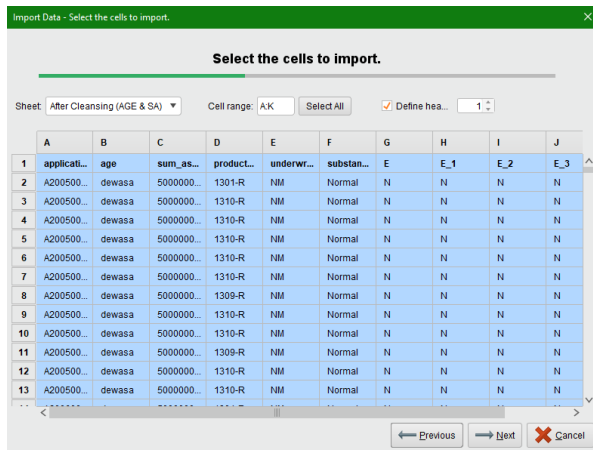 Import Data - Select the cells to import.
Select the cells to import.
Sheet: After Cleansing (AGE & SA) Cell range: A:K Select All Define hea... 1
A B C D E F G H I J
1 applicati... age sum_as... product... underwr... substan... E E_1 E_2 E_3
2 A200500... dewasa 5000000... 1301-R NM Normal N N N N
3 A200500... dewasa 5000000... 1310-R NM Normal N N N N
4 A200500... dewasa 5000000... 1310-R NM Normal N N N N
5 A200500... dewasa 5000000... 1310-R NM Normal N N N N
6 A200500... dewasa 5000000... 1310-R NM Normal N N N N
7 A200500... dewasa 5000000... 1310-R NM Normal N N N N
8 A200500... dewasa 5000000... 1309-R NM Normal N N N N
9 A200500... dewasa 5000000... 1310-R NM Normal N N N N
10 A200500... dewasa 5000000... 1310-R NM Normal N N N N
11 A200500... dewasa 5000000... 1309-R NM Normal N N N N
12 A200500... dewasa 5000000... 1310-R NM Normal N N N N
13 A200500... dewasa 5000000... 1310-R NM Normal N N N N
Previous Next Cancel